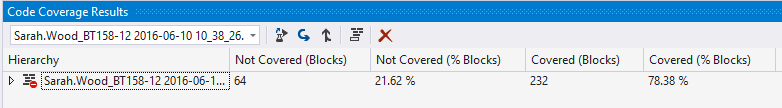 Code Coverage Results
Sarah.Wood_BT158-12 2016-06-10 10_38_26.
Hierarchy Not Covered (Blocks) Not Covered (% Blocks) Covered (Blocks) Covered (% Blocks)
Sarah.Wood_BT158-12 2016-06-1... 64 21.62 % 232 78.38 %